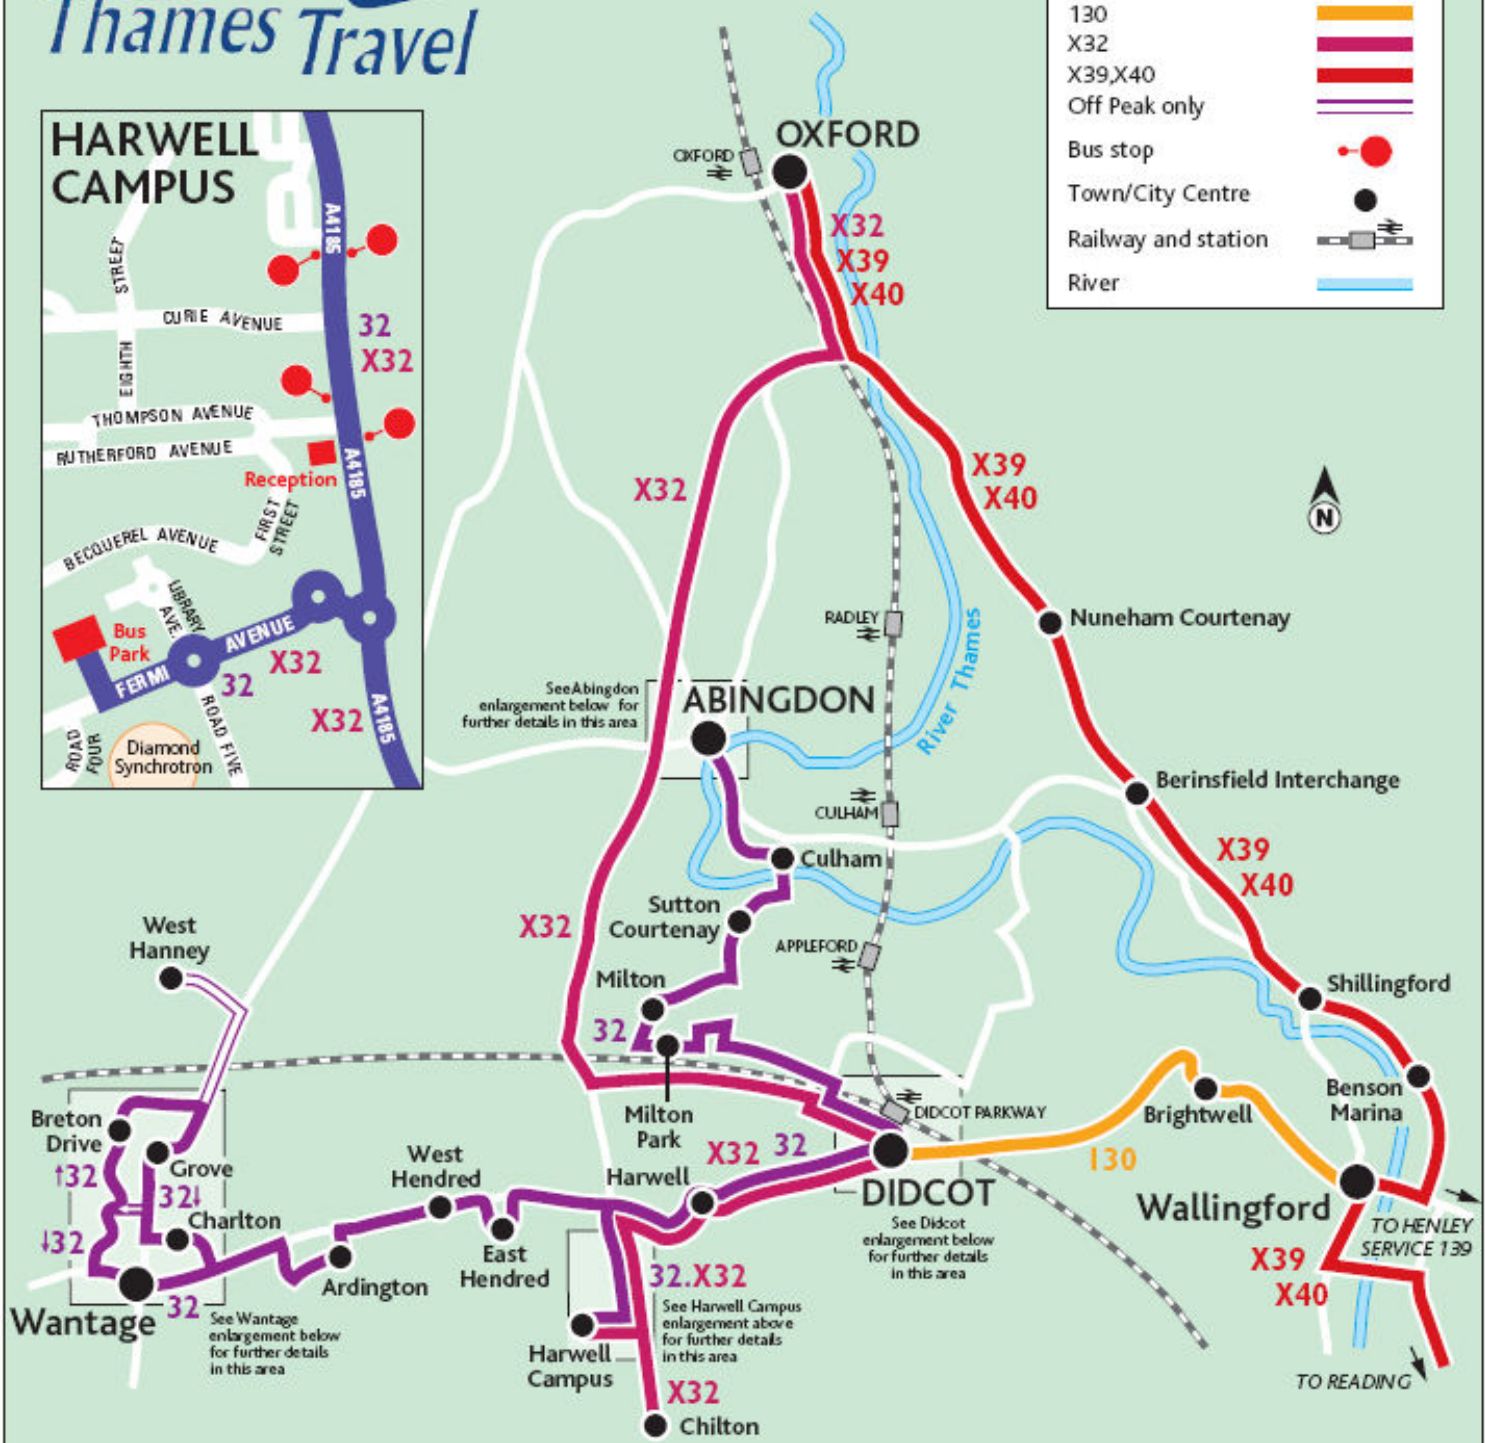 Thames Travel
130
X32
X39,X40
Off Peak only
Bus stop
Town/City Centre
Railway and station
River
HARWELL
CAMPUS
A4185
STREET
CURIE AVENUE
32
X32
EIGHTH
THOMPSON AVENUE
RUTHERFORD AVENUE
Reception
A4185
FIRST
STREET
BECQUEREL AVENUE
LIBRARY
AVE.
Bus
Park
FERMI
AVENUE
X32
32
X32
A4185
ROAD
FOUR
ROAD FIVE
Diamond
Synchrotron
OXFORD
OXFORD
X32
X39
X40
X32
X39
X40
N
RADLEY
Nuneham Courtenay
River Thames
See Abingdon
enlargement below for
further details in this area
ABINGDON
CULHAM
Berinsfield Interchange
Culham
X39
X40
X32
Sutton
Courtenay
APPLEFORD
West
Hanney
Milton
32
Shillingford
Breton
Drive
Milton
Park
DIDCOT PARKWAY
Brightwell
Benson
Marina
Grove
↑32
32↓
West
Hendred
Harwell
X32
32
130
DIDCOT
See Didcot
enlargement below
for further details
in this area
Wallingford
TO HENLEY
SERVICE 139
Charlton
↓32
East
Hendred
Ardington
32.X32
X39
X40
Wantage
32
See Wantage
enlargement below
for further details
in this area
See Harwell Campus
enlargement above
for further details
in this area
Harwell
Campus
X32
Chilton
TO READING